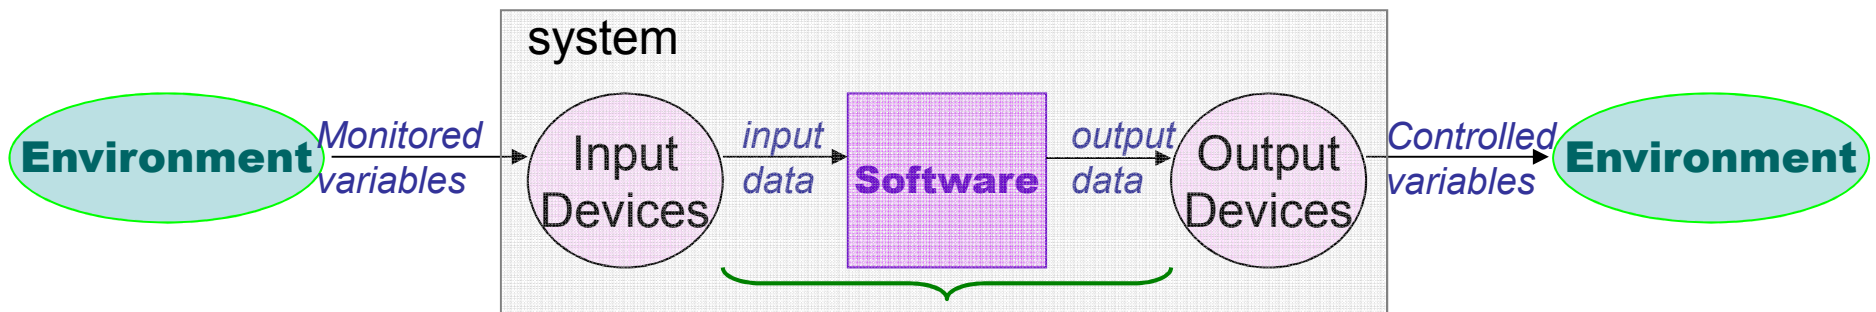 system
Environment
Monitored
variables
Input
Devices
input
data
Software
output
data
Output
Devices
Controlled
variables
Environment